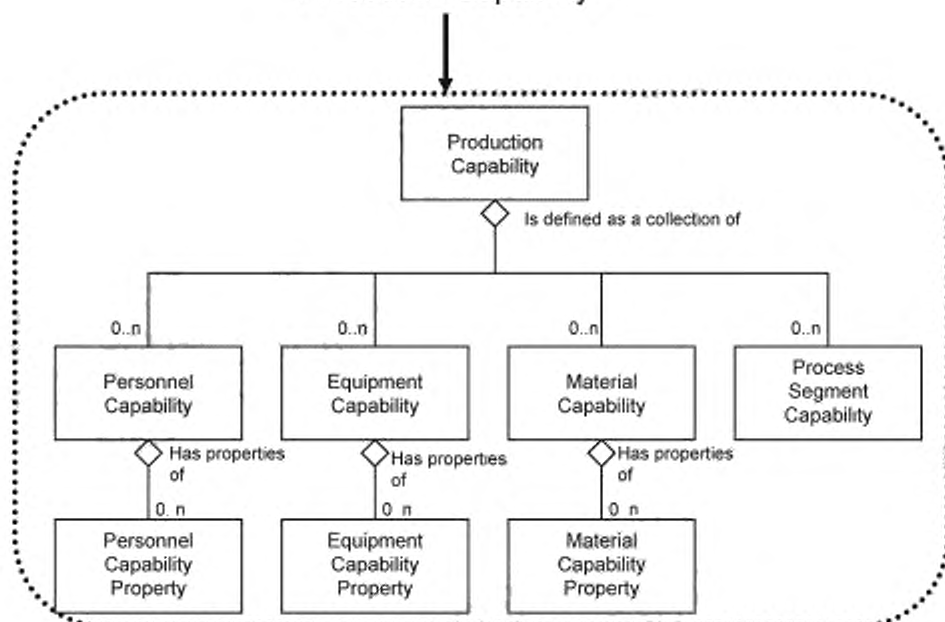 Production
Capability
Is defined as a collection of
0..n
0..n
0..n
0..n
Personnel
Capability
Equipment
Capability
Material
Capability
Process
Segment
Capability
Has properties
of
Has properties
of
Has properties
of
0. n
0 n
0 n
Personnel
Capability
Property
Equipment
Capability
Property
Material
Capability
Property